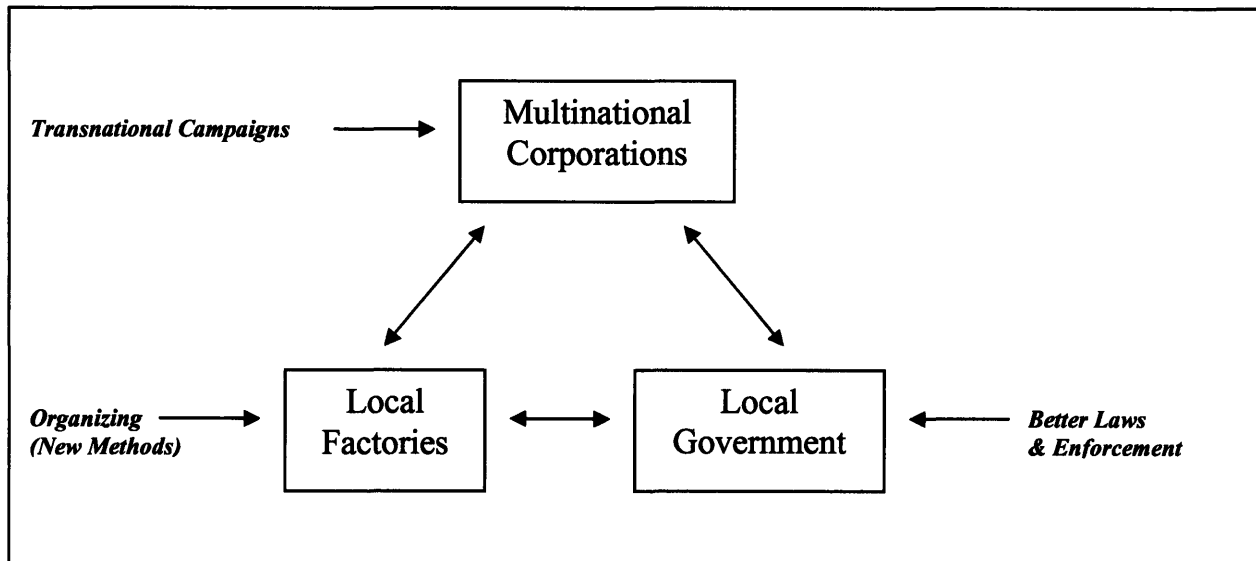 Transnational Campaigns
Multinational
Corporations
Organizing
(New Methods)
Local
Factories
Local
Government
Better Laws
& Enforcement